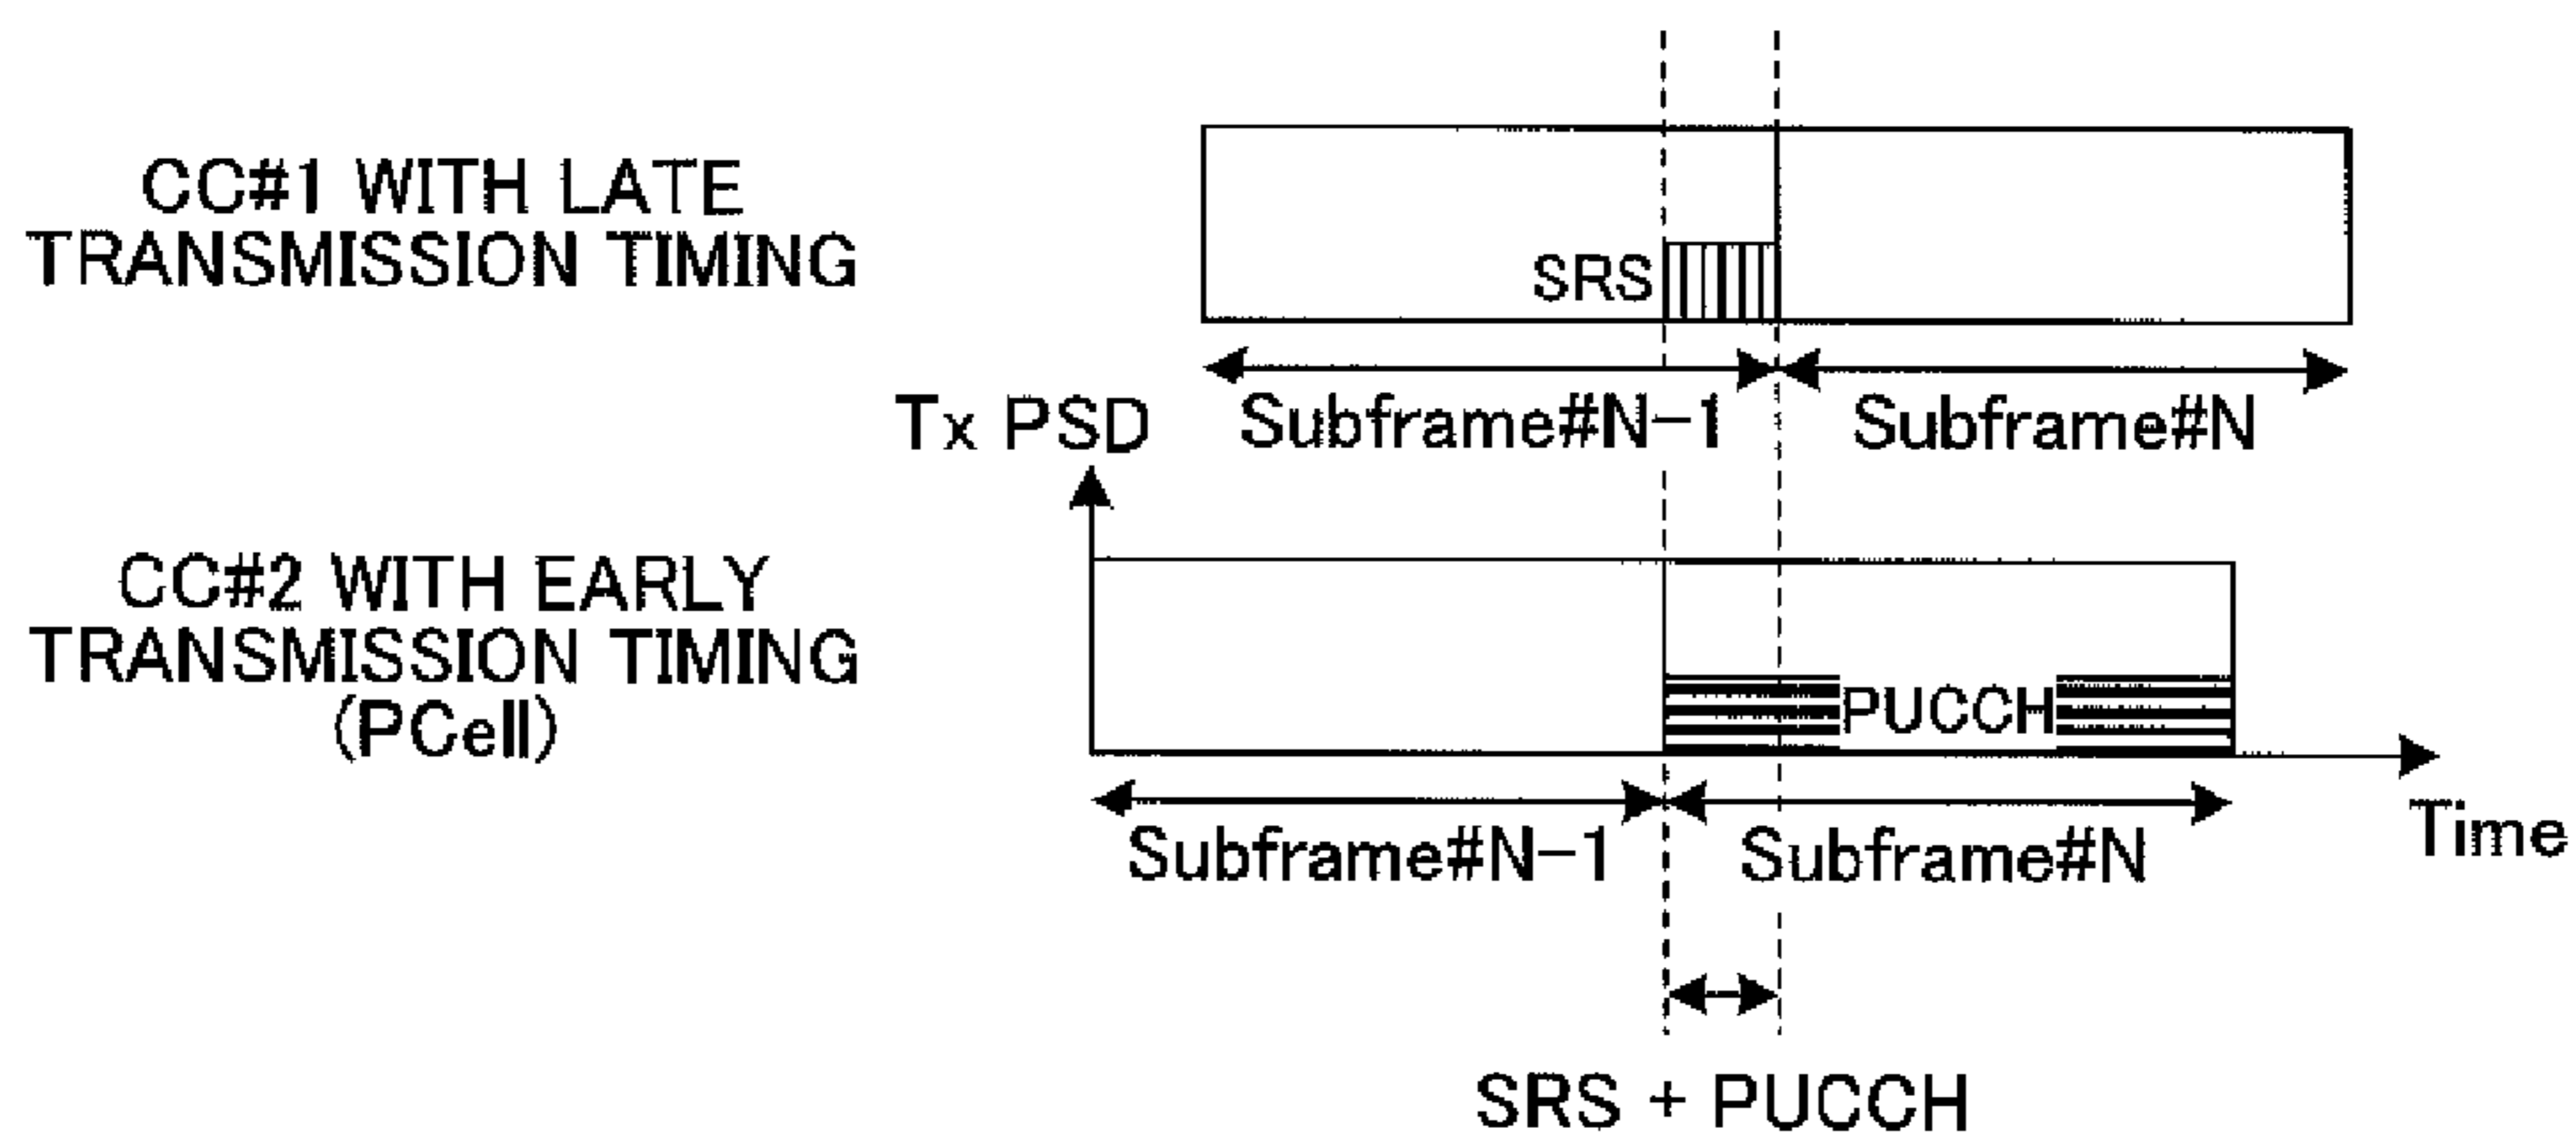 CC#1 WITH LATE
TRANSMISSION TIMING
SRS
Subframe#N-1
Subframe#N
Tx PSD
CC#2 WITH EARLY
TRANSMISSION TIMING
(PCell)
PUCCH
Subframe#N-1
Subframe#N
Time
SRS + PUCCH